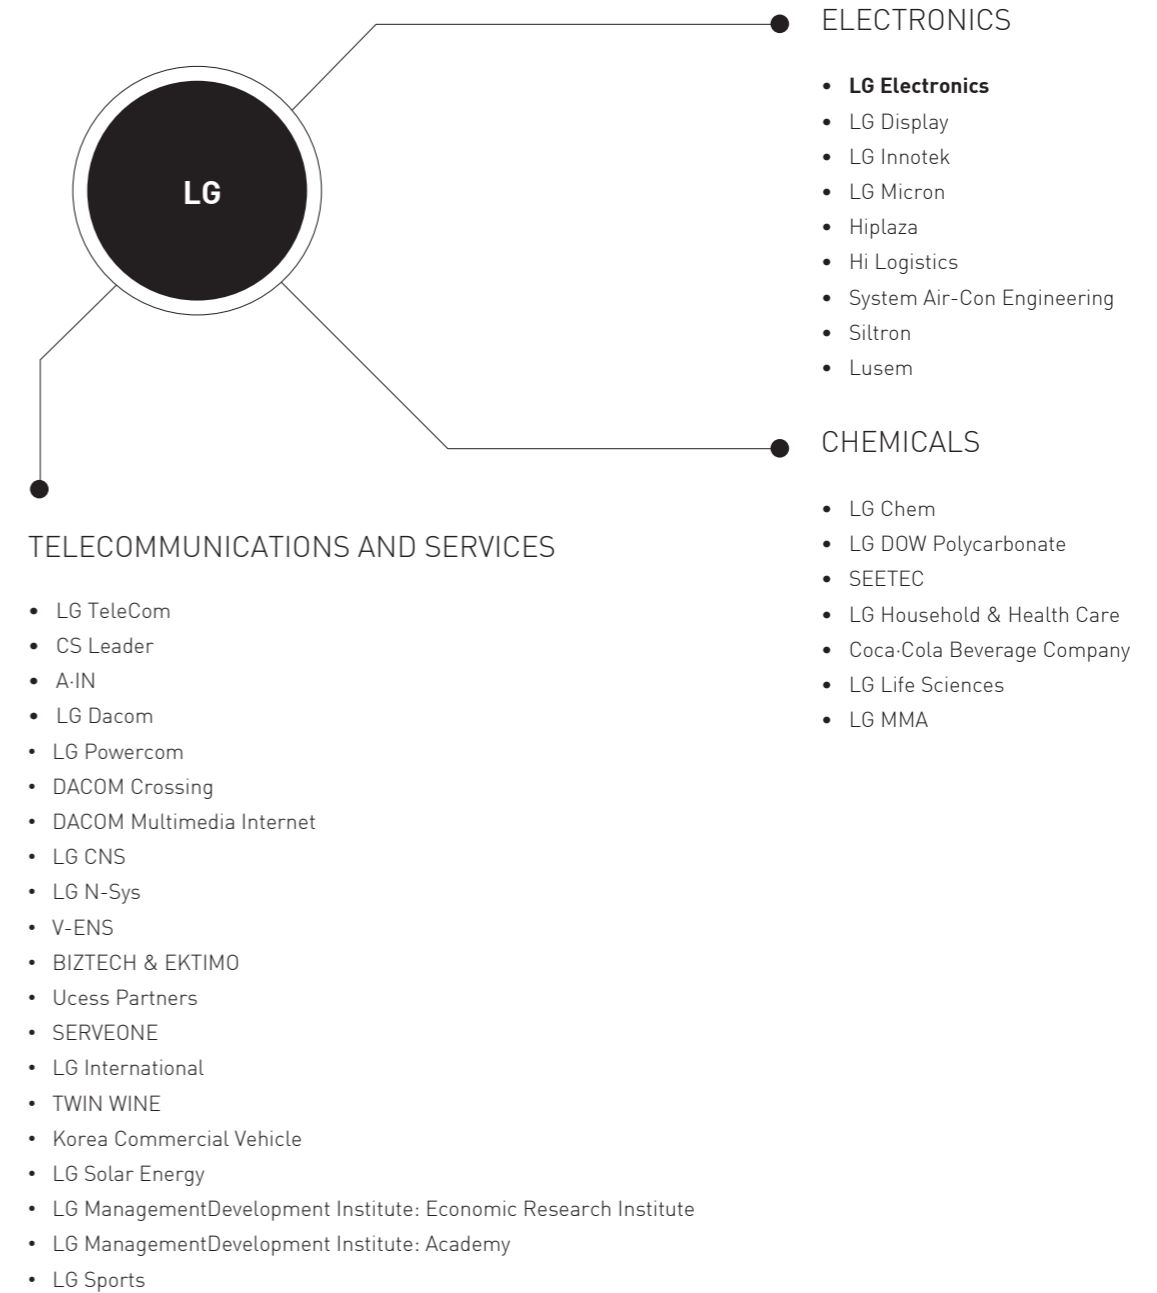 LG
ELECTRONICS
• LG Electronics
• LG Display
• LG Innotek
• LG Micron
• Hiplaza
• Hi Logistics
• System Air-Con Engineering
• Siltron
• Lusem
CHEMICALS
• LG Chem
• LG DOW Polycarbonate
• SEETEC
• LG Household & Health Care
• Coca·Cola Beverage Company
• LG Life Sciences
• LG MMA
TELECOMMUNICATIONS AND SERVICES
• LG TeleCom
• CS Leader
• A·IN
• LG Dacom
• LG Powercom
• DACOM Crossing
• DACOM Multimedia Internet
• LG CNS
• LG N-Sys
• V-ENS
• BIZTECH & EKTIMO
• Ucess Partners
• SERVEONE
• LG International
• TWIN WINE
• Korea Commercial Vehicle
• LG Solar Energy
• LG ManagementDevelopment Institute: Economic Research Institute
• LG ManagementDevelopment Institute: Academy
• LG Sports